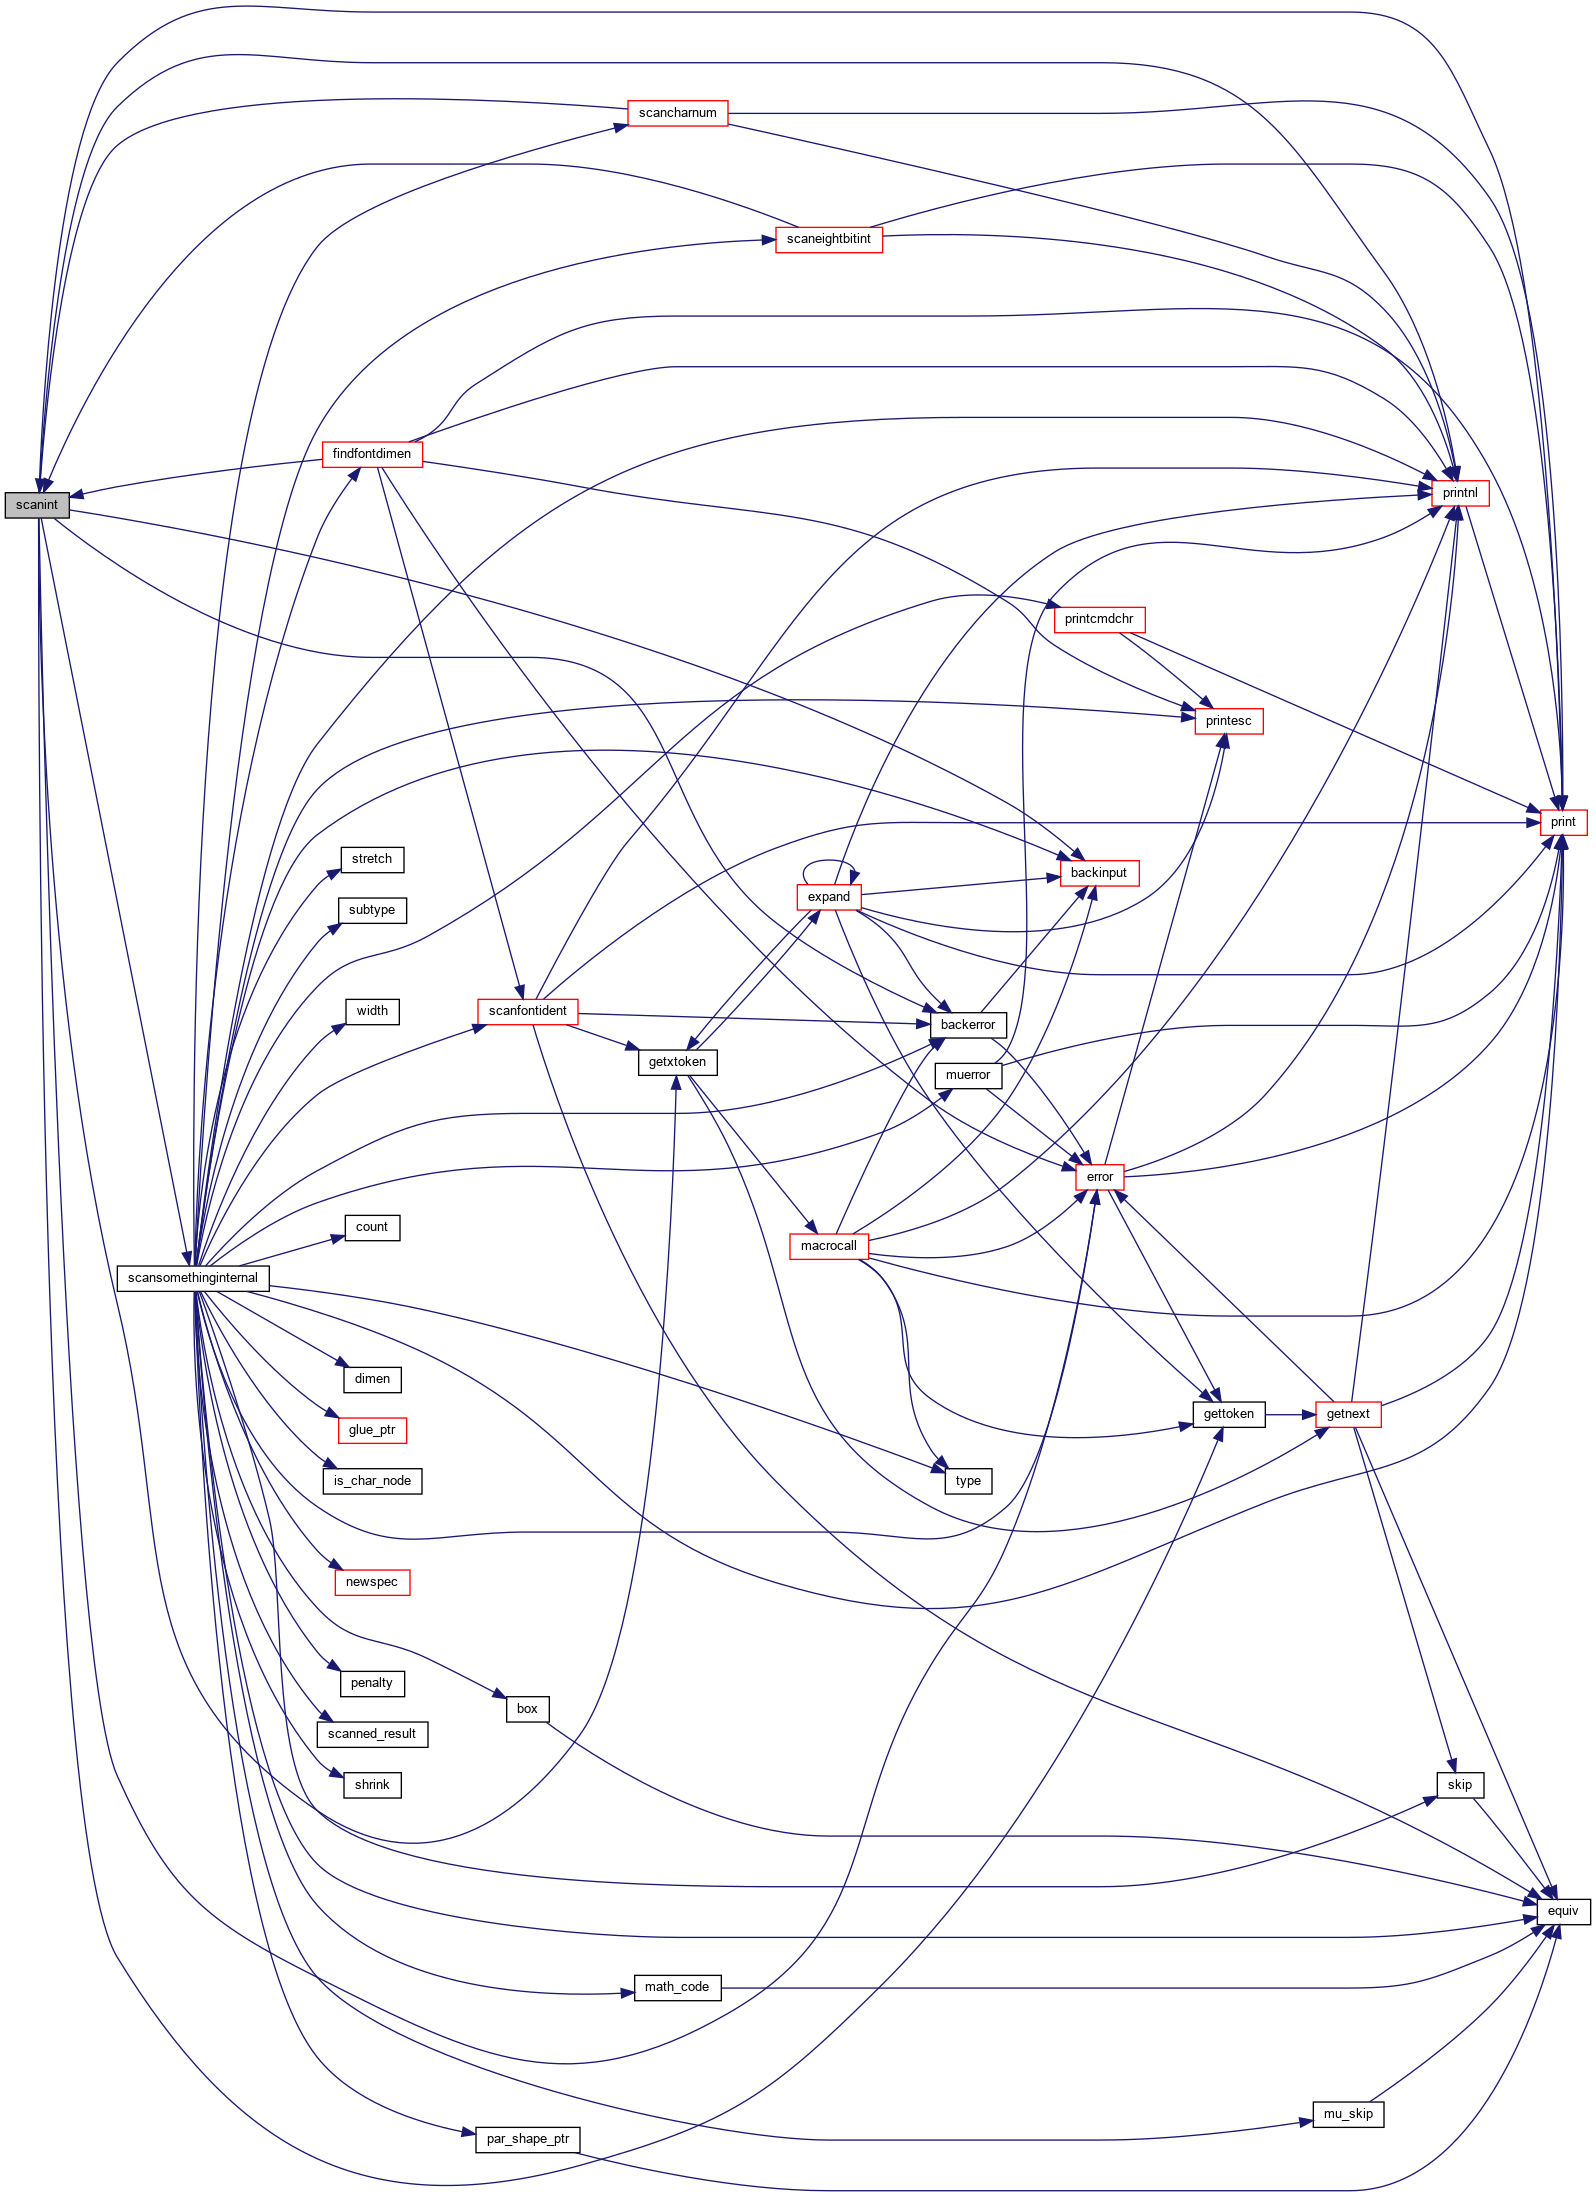 scancharnum
scaneightbitint
findfontdimen
printnl
scanint
printcmdchr
printesc
print
stretch
backinput
expand
subtype
width
scanfontident
backerror
getxtoken
muerror
error
count
macrocall
scansomethinginternal
dimen
gettoken
getnext
glue_ptr
is_char_node
type
newspec
penalty
box
scanned_result
shrink
skip
equiv
math_code
mu_skip
par_shape_ptr